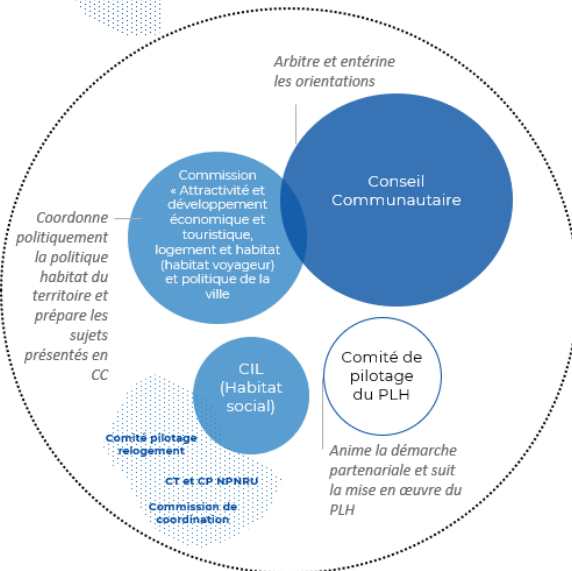 Arbitre et entérine
les orientations
Commission
« Attractivité et
développement
économique et
touristique,
logement et habitat
(habitat voyageur)
et politique de la
ville
Conseil
Communautaire
Coordonne
politiquement
la politique
habitat du
territoire et
prépare les
sujets
présentés en
CC
CIL
(Habitat
social)
Comité de
pilotage
du PLH
Comité pilotage
relogement
CT et CP NPNRU
Commission de
coordination
Anime la démarche
partenariale et suit
la mise en œuvre du
PLH